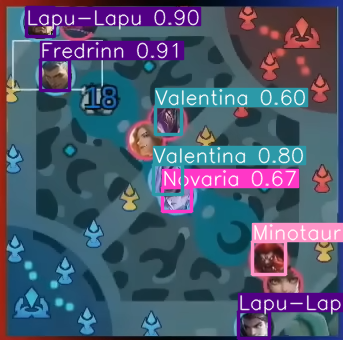 Lapu-Lapu 0.90
Fredrinn 0.91
18
Valentina 0.60
Valentina 0.80
Novaria 0.67
Minotaur
Lapu-Lap